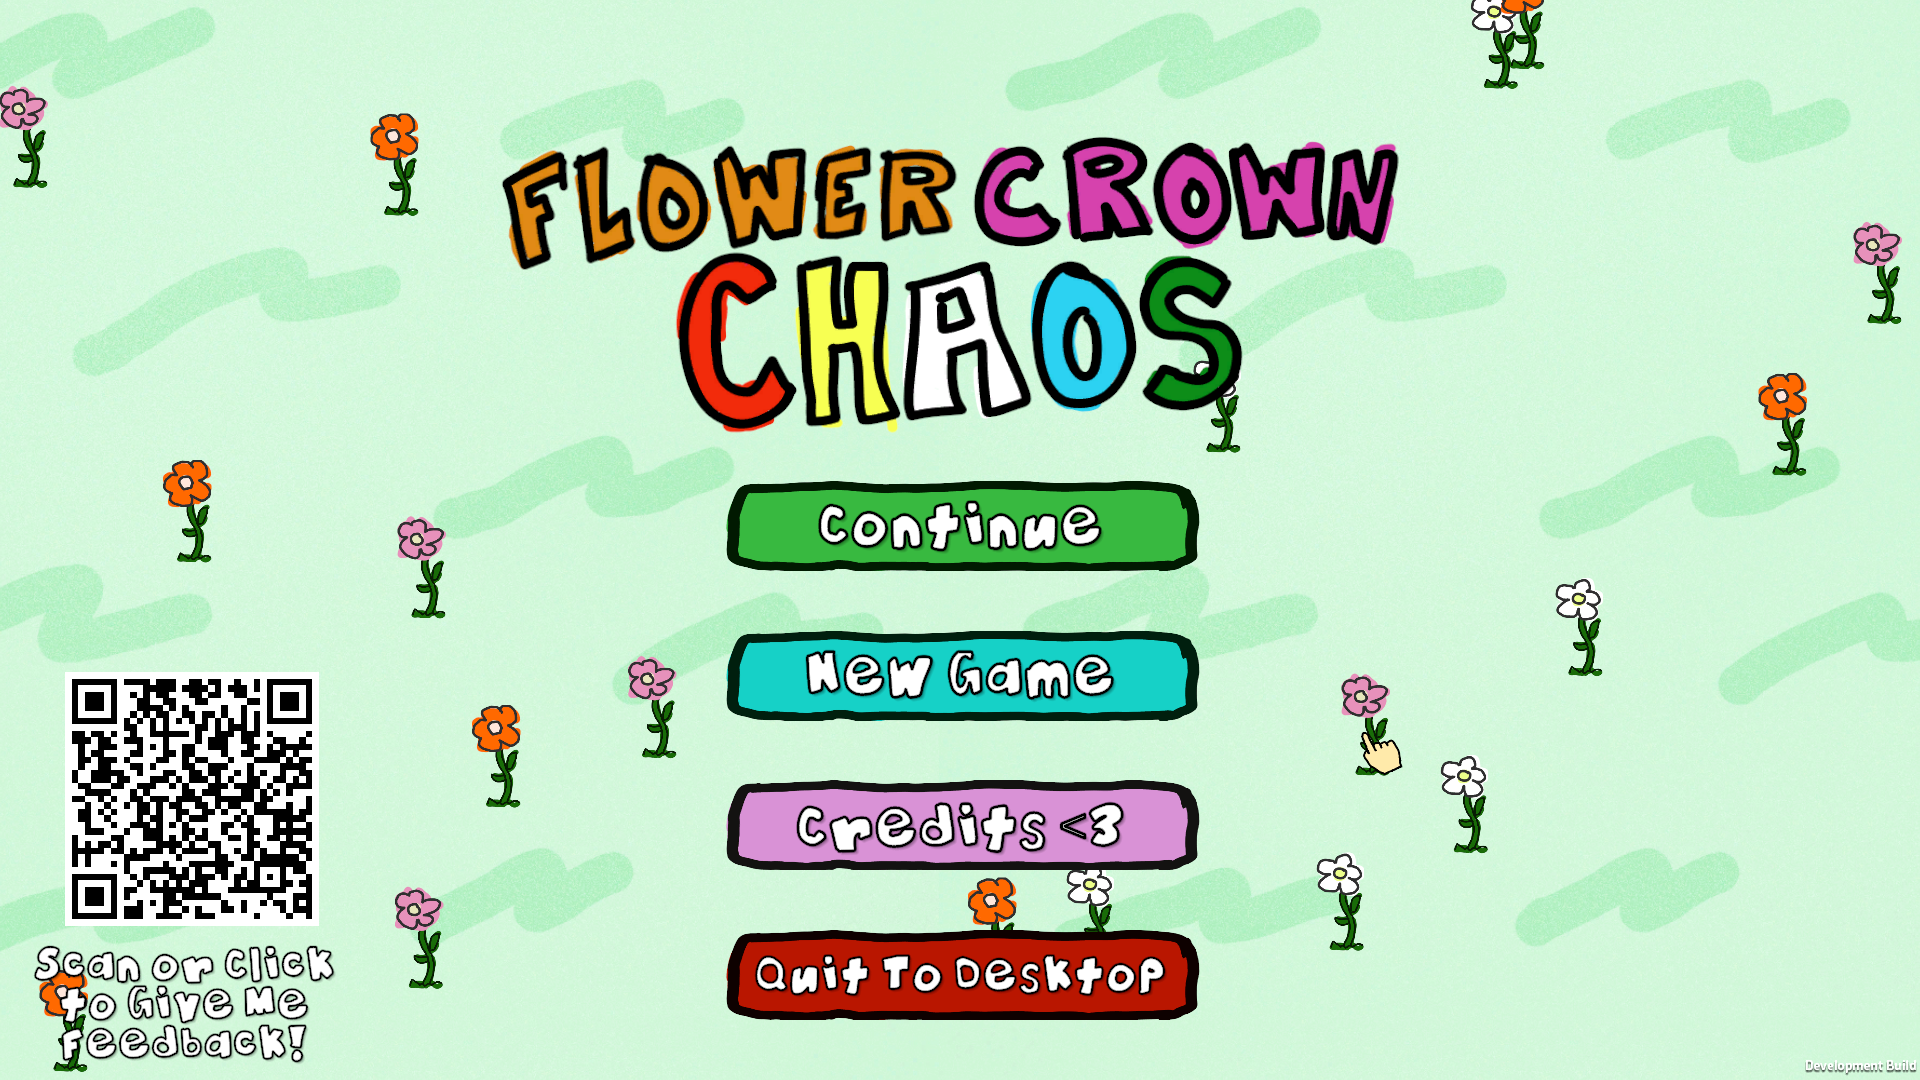 FLOWER CROWN
CHAOS
Continue
New Game
Credits <3
Quit To Desktop
Scan or Click
to Give Me
Feedback!
Development Build